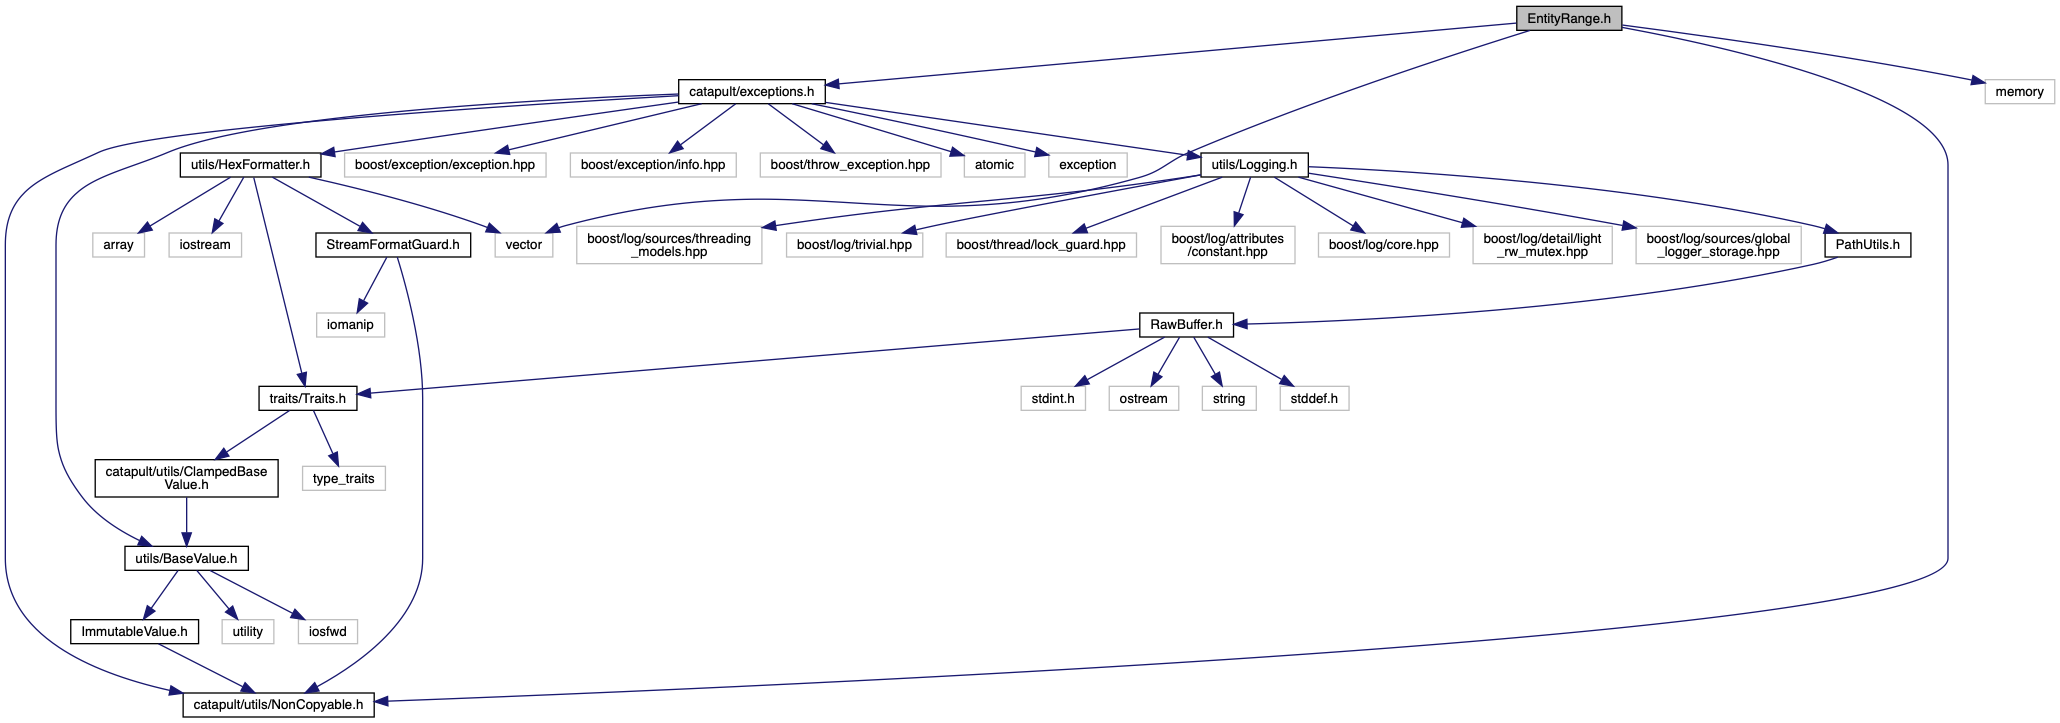 EntityRange.h
catapult/exceptions.h
memory
utils/HexFormatter.h
boost/exception/exception.hpp
boost/exception/info.hpp
boost/throw_exception.hpp
atomic
exception
utils/Logging.h
array
iostream
StreamFormatGuard.h
vector
boost/log/sources/threading
_models.hpp
boost/log/trivial.hpp
boost/thread/lock_guard.hpp
boost/log/attributes
/constant.hpp
boost/log/core.hpp
boost/log/detail/light
_rw_mutex.hpp
boost/log/sources/global
_logger_storage.hpp
PathUtils.h
iomanip
RawBuffer.h
traits/Traits.h
stdint.h
ostream
string
stddef.h
catapult/utils/ClampedBase
Value.h
type_traits
utils/BaseValue.h
ImmutableValue.h
utility
iosfwd
catapult/utils/NonCopyable.h